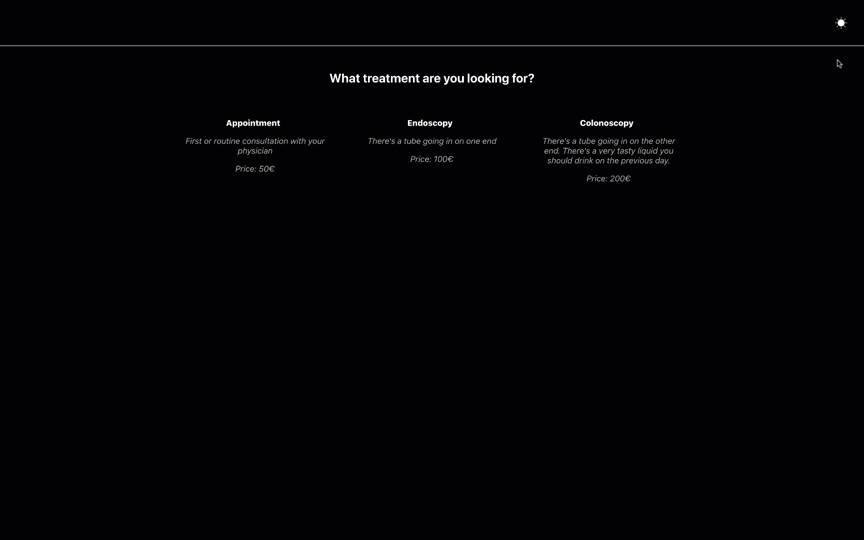 What treatment are you looking for?
Appointment
First or routine consultation with your
physician
Price: 50€
Endoscopy
There's a tube going in on one end
Price: 100€
Colonoscopy
There's a tube going in on the other
end. There's a very tasty liquid you
should drink on the previous day.
Price: 200€